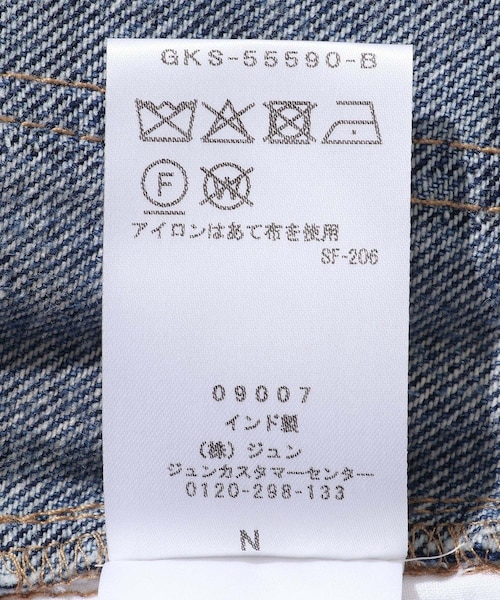 GKS-55590-B
F
W
アイロンはあて布を使用
SF-206
09007
インド製
（株）ジュン
ジュンカスタマーセンター
0120-298-133
N